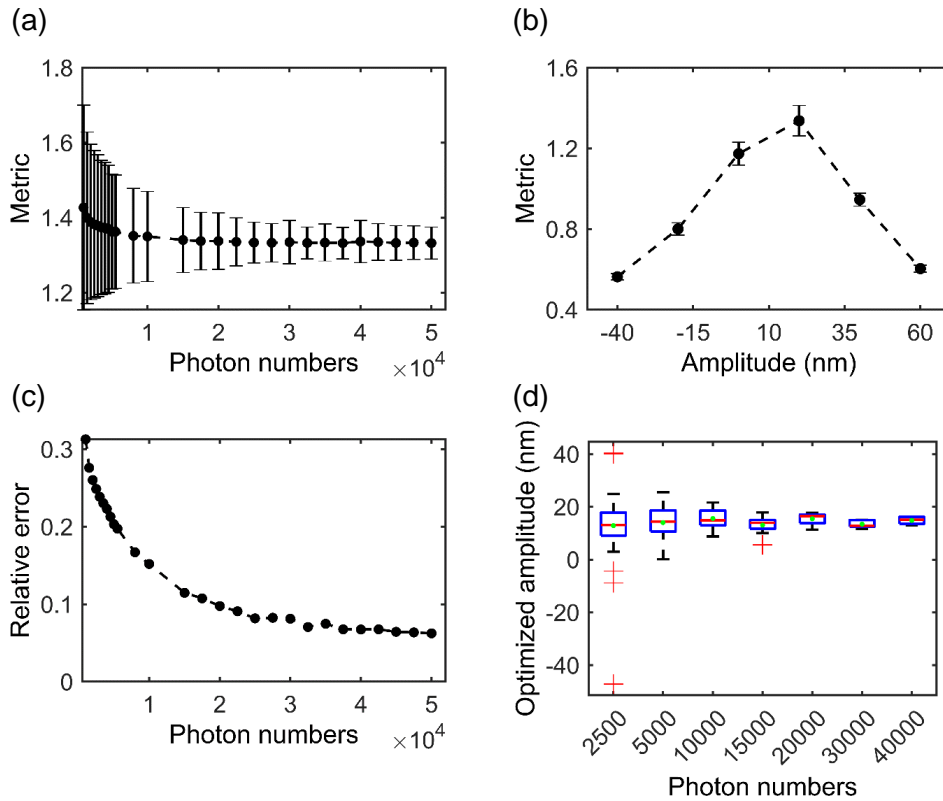 (a)
1.8
1.6
1.4
1.2
Metric
1 2 3 4 5
Photon numbers
×10^4
(b)
1.6
1.2
0.8
0.4
Metric
-40 -15 10 35 60
Amplitude (nm)
(c)
0.3
0.2
0.1
0
Relative error
1 2 3 4 5
Photon numbers
×10^4
(d)
40
20
0
-20
-40
Optimized amplitude (nm)
2500 5000 10000 15000 20000 30000 40000
Photon numbers